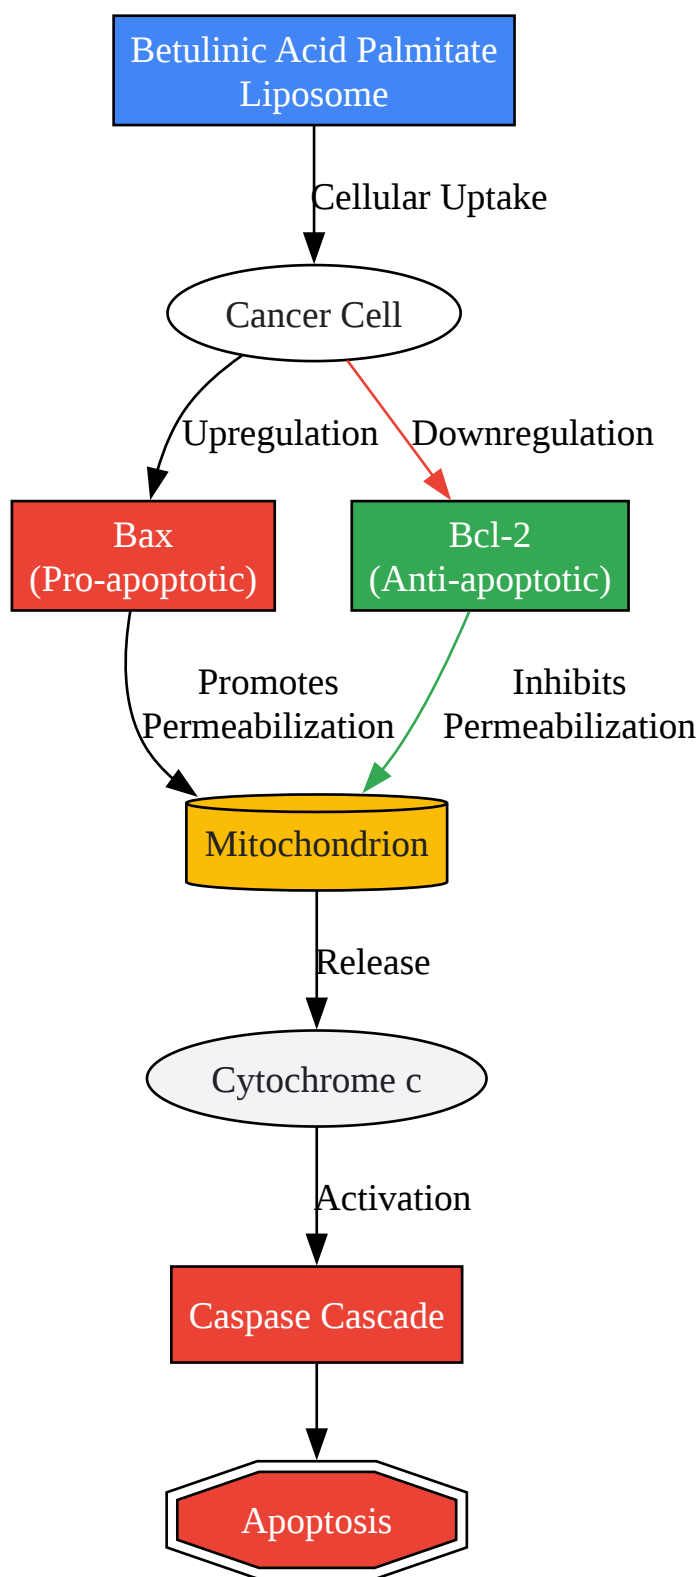 Betulinic Acid Palmitate
Liposome
Cellular Uptake
Cancer Cell
Upregulation
Downregulation
Bax
(Pro-apoptotic)
Bcl-2
(Anti-apoptotic)
Promotes
Permeabilization
Inhibits
Permeabilization
Mitochondrion
Release
Cytochrome c
Activation
Caspase Cascade
Apoptosis